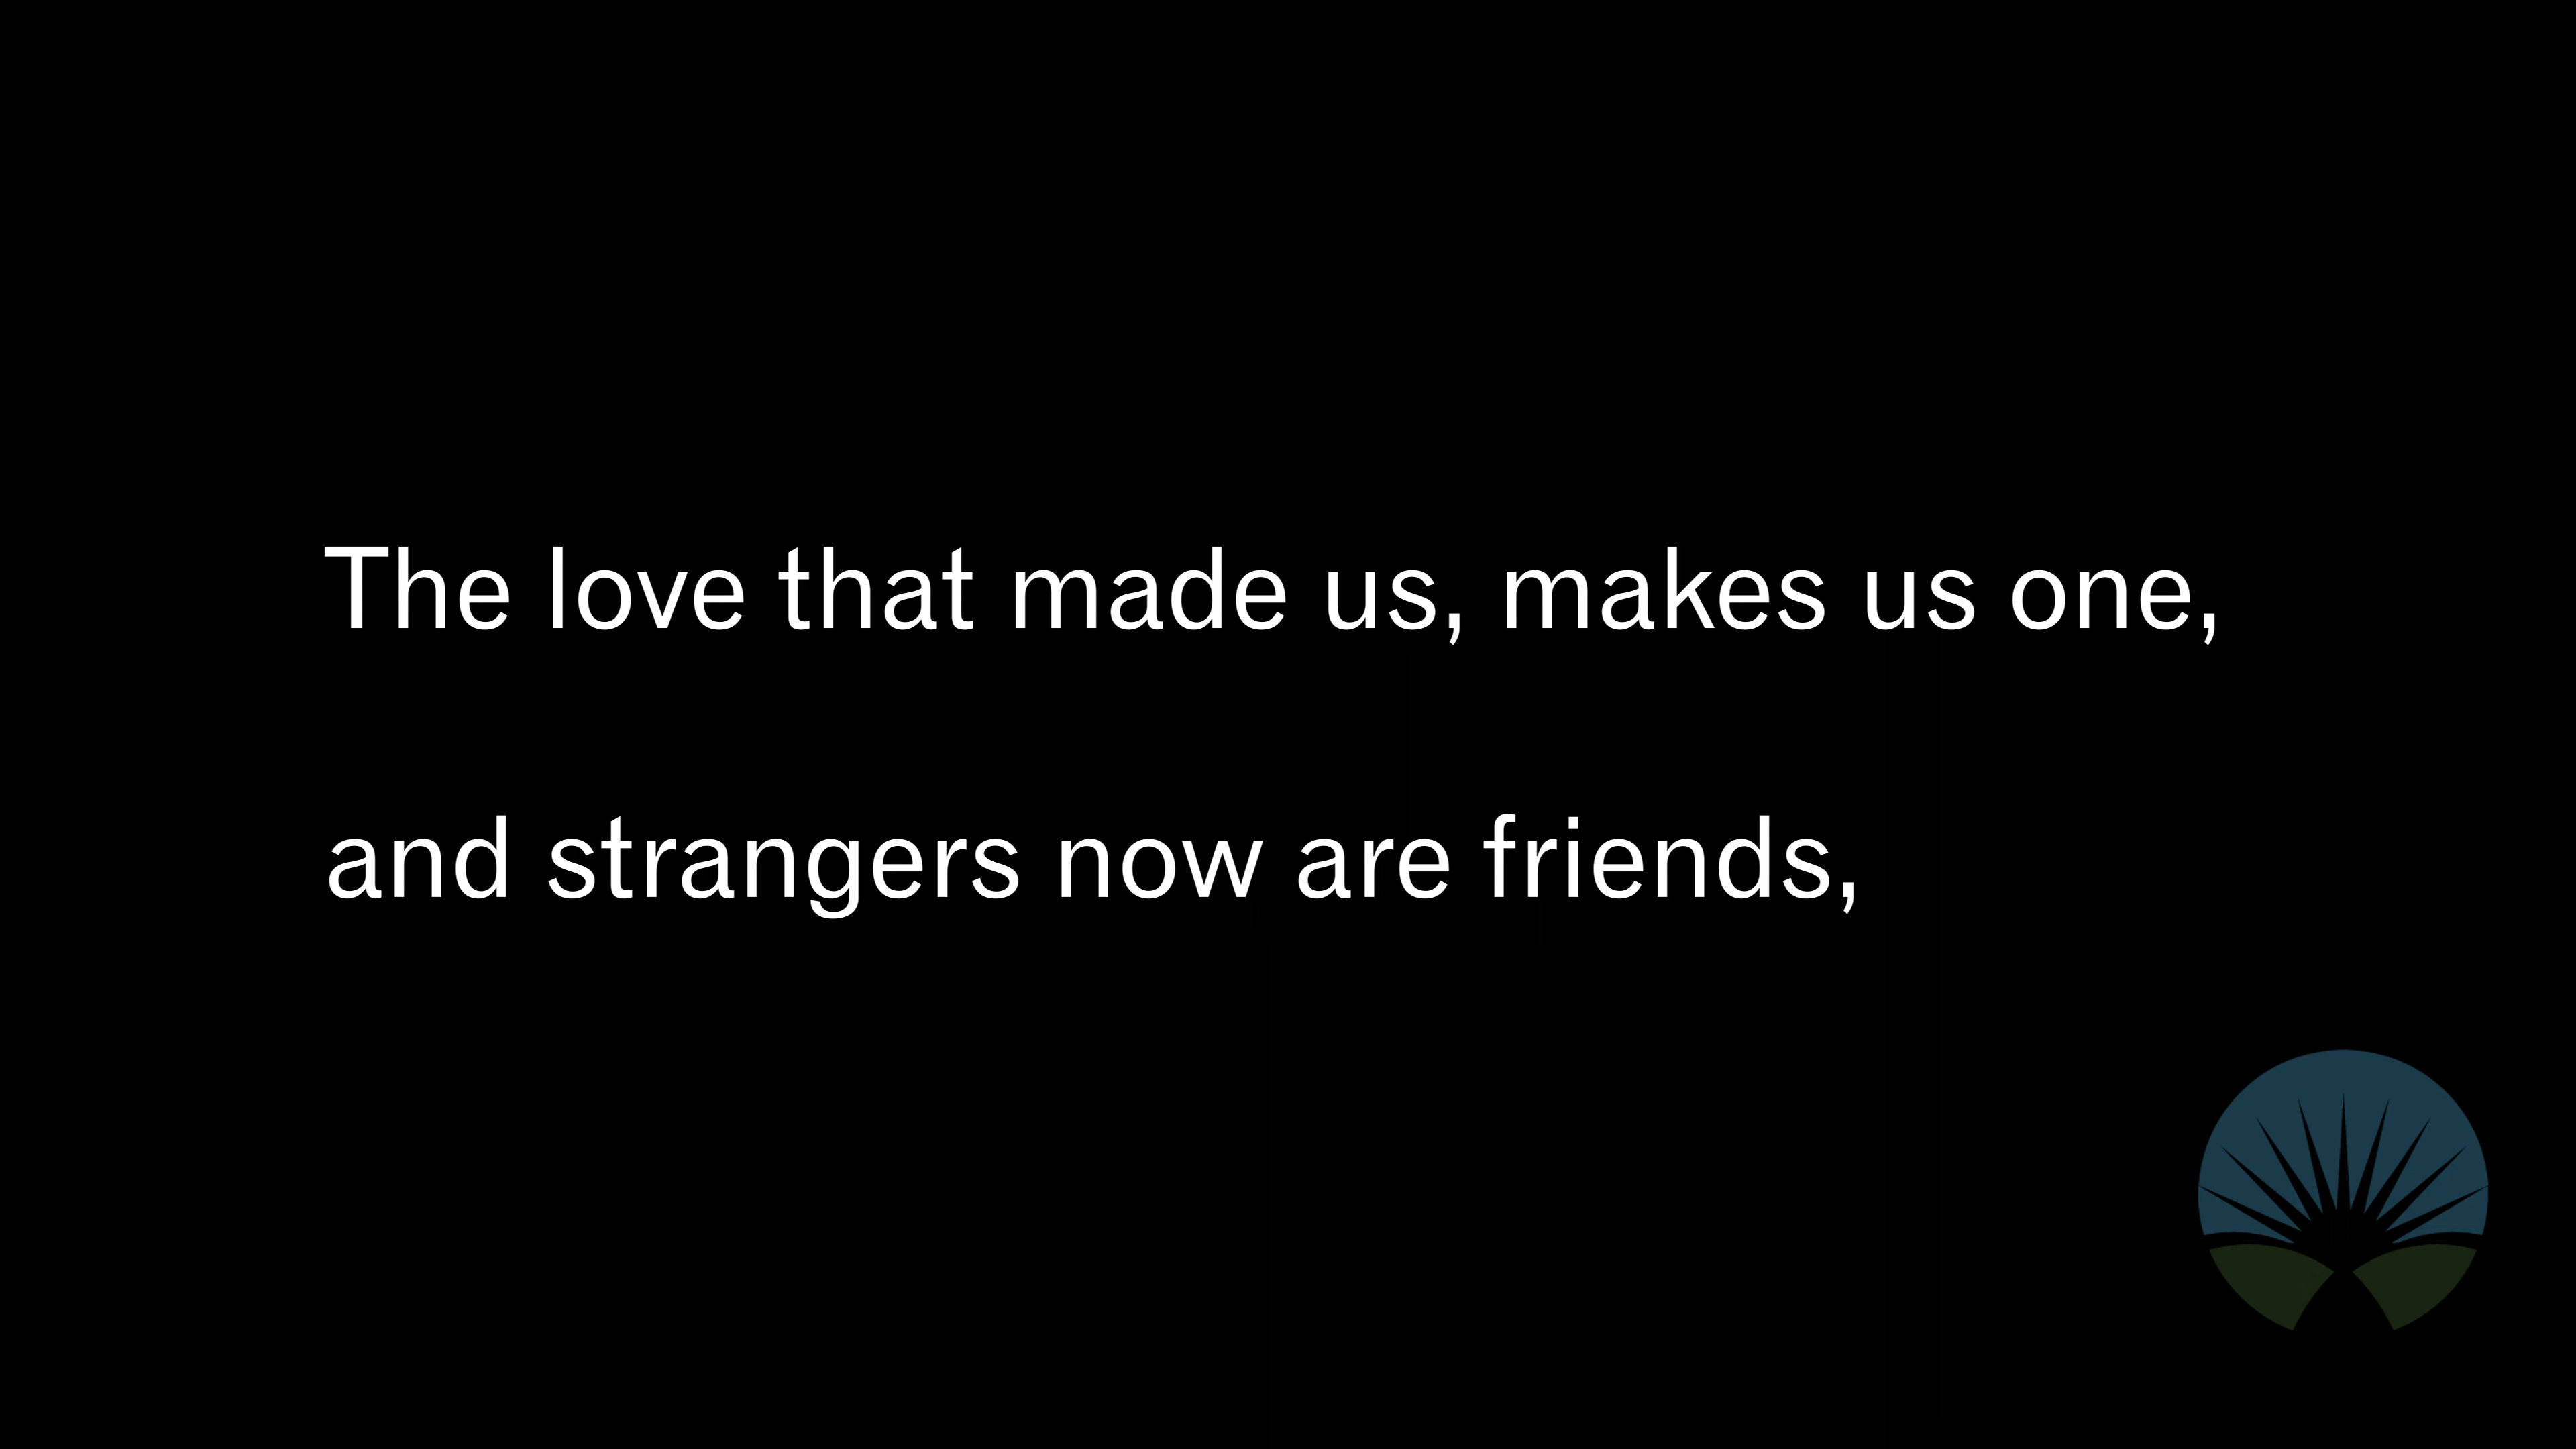 The love that made us, makes us one,
and strangers now are friends,